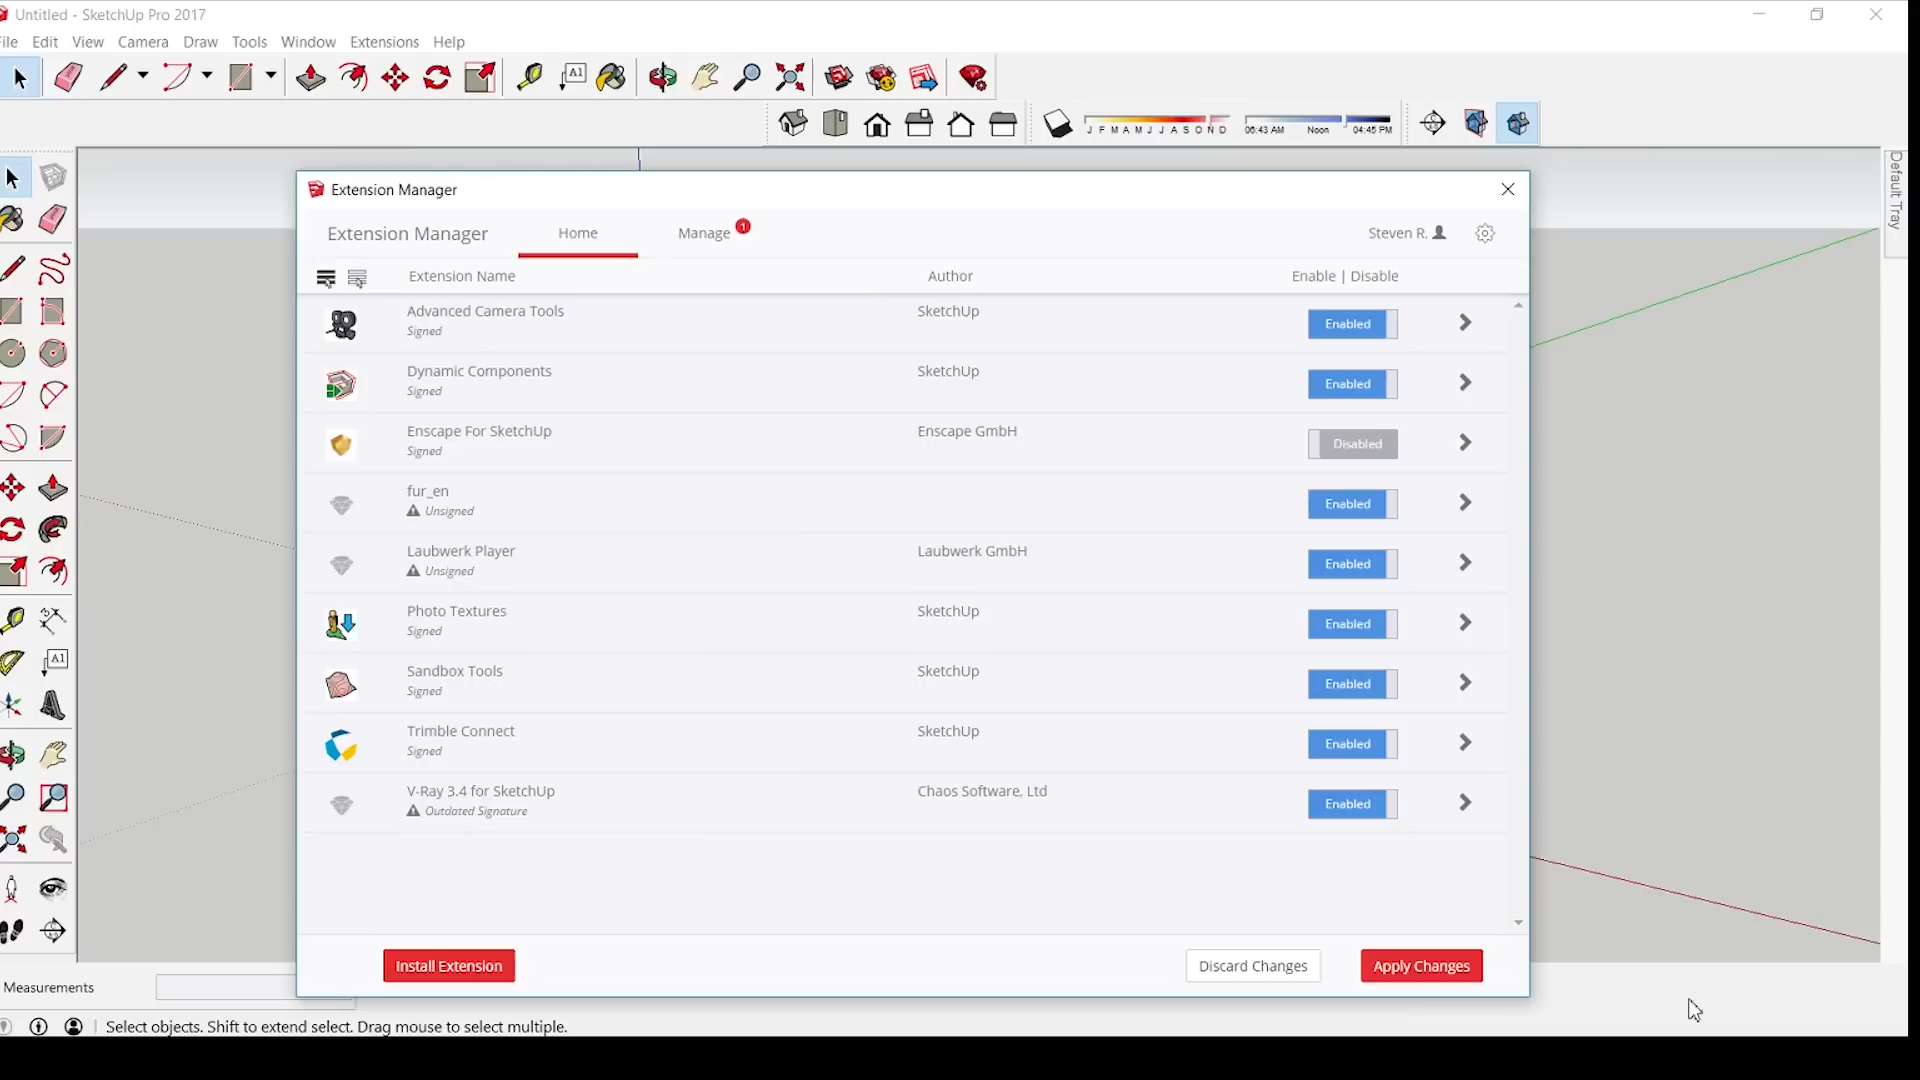 Untitled - SketchUp Pro 2017
File Edit View Camera Draw Tools Window Extensions Help
A1
J F M A M J J A S O N D
06:43 AM Noon 04:45 PM
Default Tray
Extension Manager
Extension Manager Home Manage 1 Steven R.
Extension Name Author Enable | Disable
Advanced Camera Tools SketchUp Enabled
Signed
Dynamic Components SketchUp Enabled
Signed
Enscape For SketchUp Enscape GmbH Disabled
Signed
fur_en Enabled
Unsigned
Laubwerk Player Laubwerk GmbH Enabled
Unsigned
Photo Textures SketchUp Enabled
Signed
Sandbox Tools SketchUp Enabled
Signed
A1
Trimble Connect SketchUp Enabled
Signed
V-Ray 3.4 for SketchUp Chaos Software, Ltd Enabled
Outdated Signature
Install Extension Discard Changes Apply Changes
Measurements
Select objects. Shift to extend select. Drag mouse to select multiple.